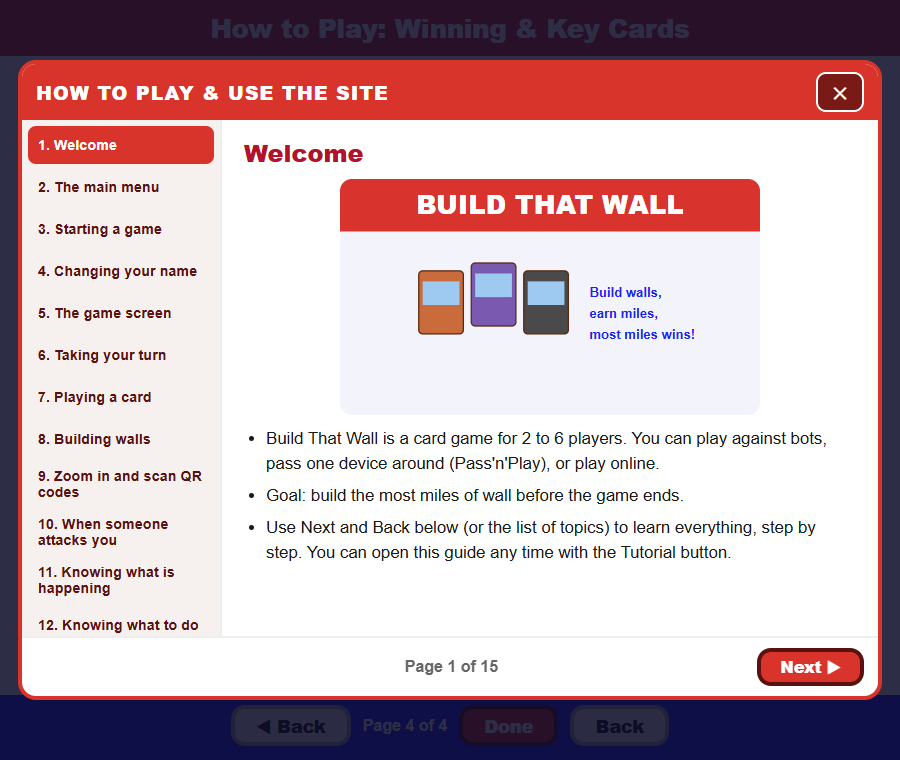 How to Play: Winning & Key Cards
HOW TO PLAY & USE THE SITE
×
1. Welcome
2. The main menu
3. Starting a game
4. Changing your name
5. The game screen
6. Taking your turn
7. Playing a card
8. Building walls
9. Zoom in and scan QR
codes
10. When someone
attacks you
11. Knowing what is
happening
12. Knowing what to do
Welcome
BUILD THAT WALL
Build walls,
earn miles,
most miles wins!
• Build That Wall is a card game for 2 to 6 players. You can play against bots,
pass one device around (Pass'n'Play), or play online.
• Goal: build the most miles of wall before the game ends.
• Use Next and Back below (or the list of topics) to learn everything, step by
step. You can open this guide any time with the Tutorial button.
Page 1 of 15
Next ▶
◀ Back
Page 4 of 4
Done
Back